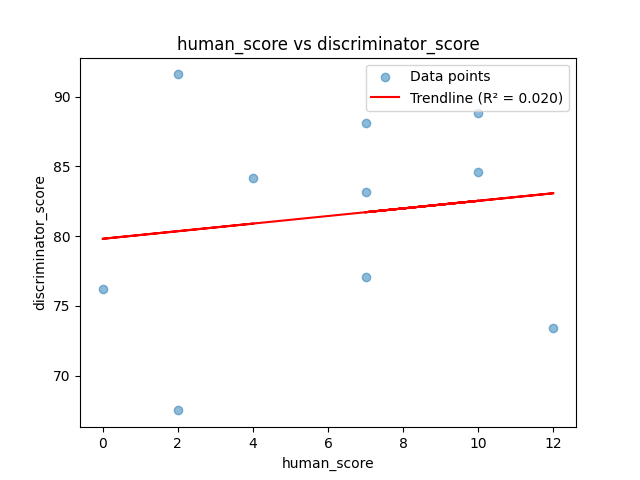 human_score vs discriminator_score
Data points
Trendline (R² = 0.020)
90
85
80
75
70
discriminator_score
0 2 4 6 8 10 12
human_score